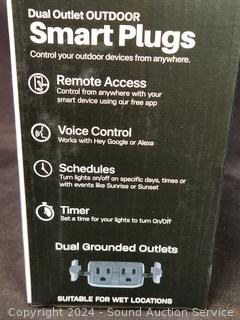 Dual Outlet OUTDOOR
Smart Plugs
Control your outdoor devices from anywhere.
Remote Access
Control from anywhere with your
smart device using our free app
Voice Control
Works with Hey Google or Alexa
Schedules
Turn lights on/off on specific days, times or
with events like Sunrise or Sunset
Timer
Set a time for your lights to turn On/Off
Dual Grounded Outlets
SUITABLE FOR WET LOCATIONS
Copyright 2024 - Sound Auction Service